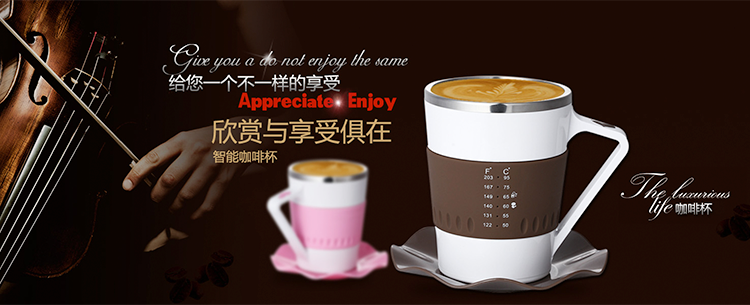 Give you a do not enjoy the same
给您一个不一样的享受
Appreciate Enjoy
欣赏与享受俱在
智能咖啡杯
F° C°
203 95
167 75
149 65
140 60
131 55
122 50
The luxurious
life 咖啡杯